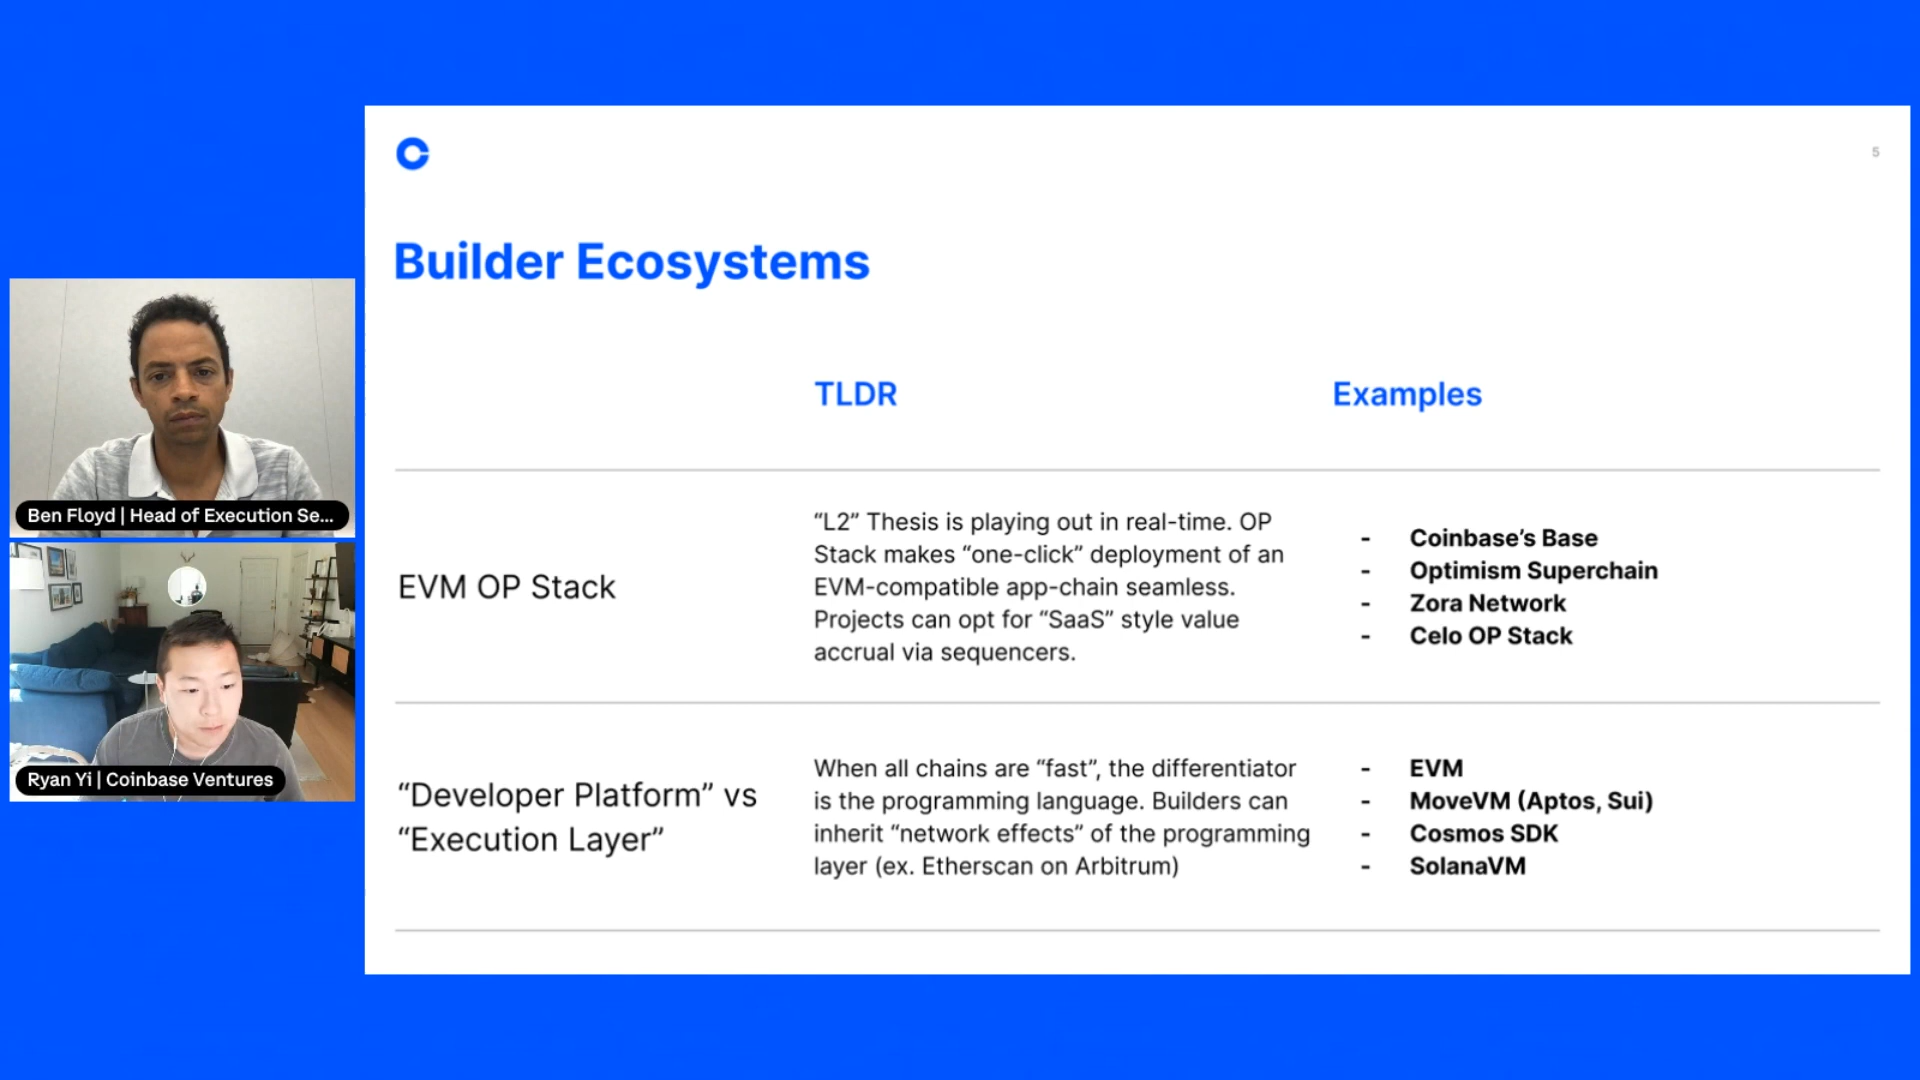 5
Builder Ecosystems
TLDR
Examples
EVM OP Stack
“L2” Thesis is playing out in real-time. OP
Stack makes “one-click” deployment of an
EVM-compatible app-chain seamless.
Projects can opt for “SaaS” style value
accrual via sequencers.
- Coinbase’s Base
- Optimism Superchain
- Zora Network
- Celo OP Stack
“Developer Platform” vs
“Execution Layer”
When all chains are “fast”, the differentiator
is the programming language. Builders can
inherit “network effects” of the programming
layer (ex. Etherscan on Arbitrum)
- EVM
- MoveVM (Aptos, Sui)
- Cosmos SDK
- SolanaVM
Ben Floyd | Head of Execution Se...
Ryan Yi | Coinbase Ventures